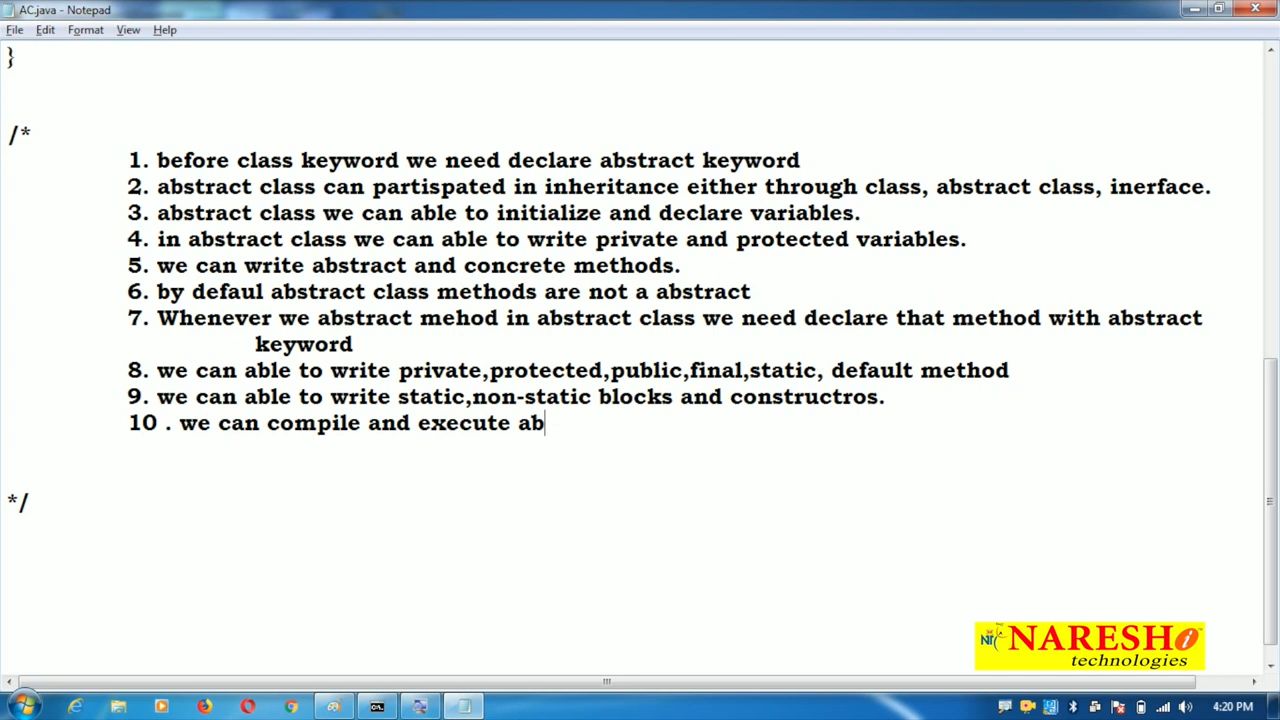 AC.java - Notepad
File Edit Format View Help
}
/*
1. before class keyword we need declare abstract keyword
2. abstract class can partispated in inheritance either through class, abstract class, inerface.
3. abstract class we can able to initialize and declare variables.
4. in abstract class we can able to write private and protected variables.
5. we can write abstract and concrete methods.
6. by defaul abstract class methods are not a abstract
7. Whenever we abstract mehod in abstract class we need declare that method with abstract
keyword
8. we can able to write private,protected,public,final,static, default method
9. we can able to write static,non-static blocks and constructros.
10 . we can compile and execute ab
*/
NARESH i
technologies
4:20 PM